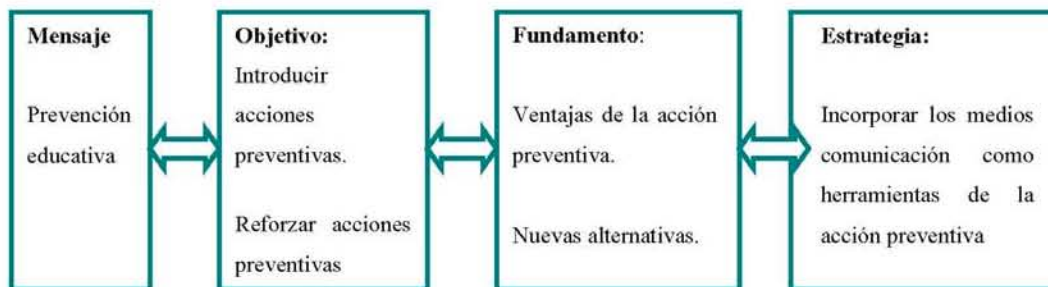 Mensaje
Prevención
educativa
Objetivo:
Introducir
acciones
preventivas.
Reforzar acciones
preventivas
Fundamento:
Ventajas de la acción
preventiva.
Nuevas alternativas.
Estrategia:
Incorporar los medios
comunicación como
herramientas de la
acción preventiva